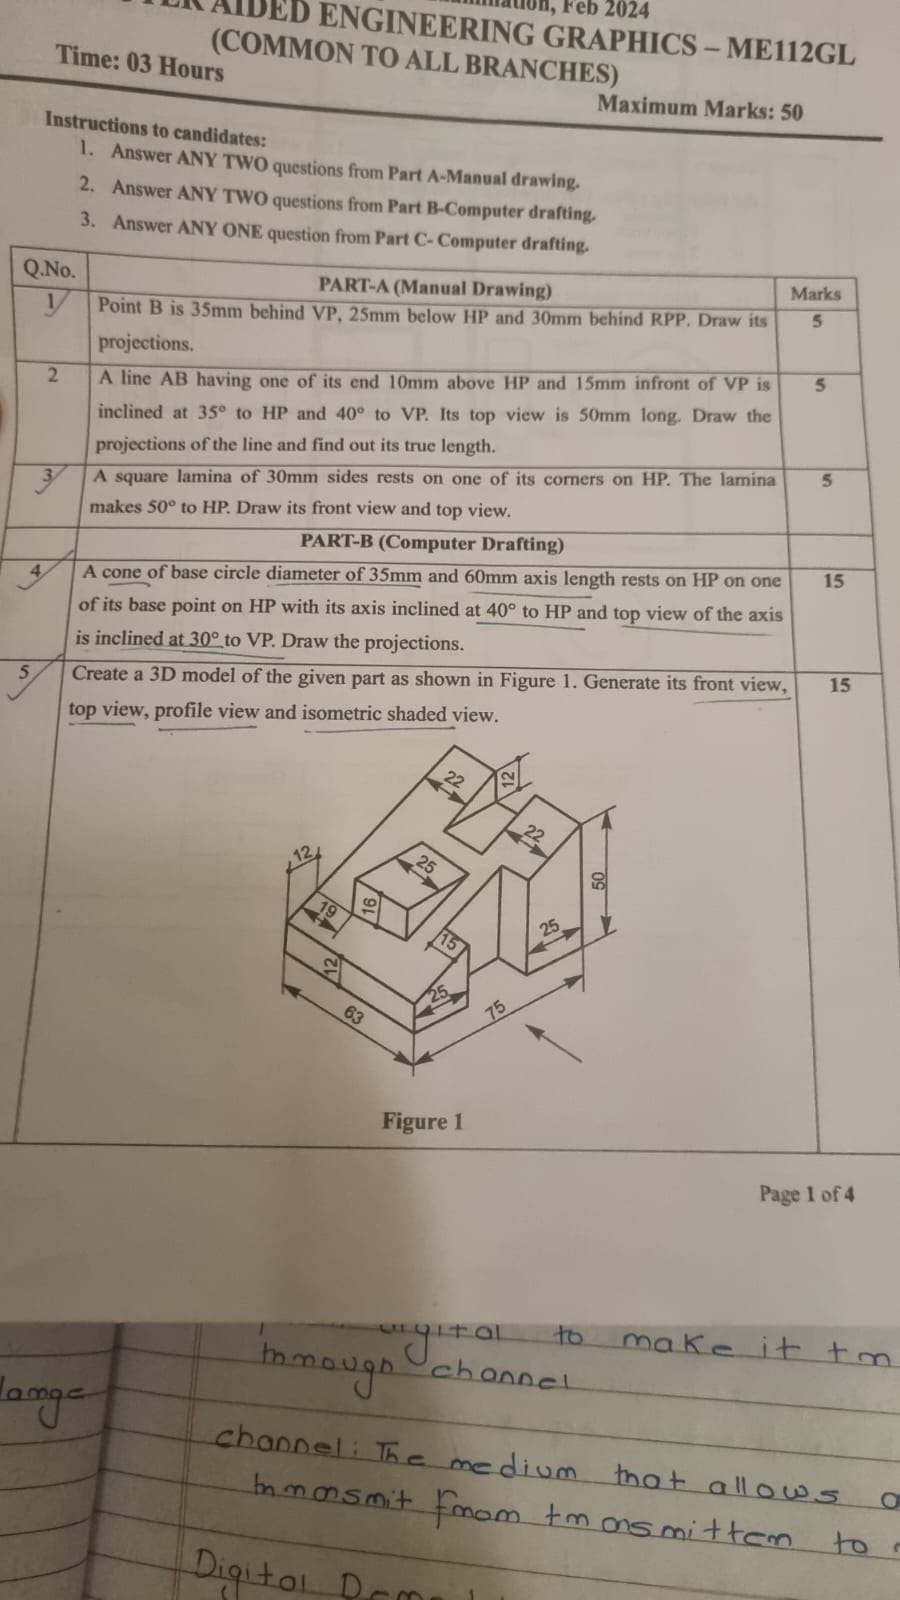 Feb 2024
AIDED ENGINEERING GRAPHICS – ME112GL
(COMMON TO ALL BRANCHES)
Time: 03 Hours
Maximum Marks: 50
Instructions to candidates:
1. Answer ANY TWO questions from Part A-Manual drawing.
2. Answer ANY TWO questions from Part B-Computer drafting.
3. Answer ANY ONE question from Part C- Computer drafting.
Q.No. PART-A (Manual Drawing) Marks
1 Point B is 35mm behind VP, 25mm below HP and 30mm behind RPP. Draw its 5
projections.
2 A line AB having one of its end 10mm above HP and 15mm infront of VP is 5
inclined at 35° to HP and 40° to VP. Its top view is 50mm long. Draw the
projections of the line and find out its true length.
3 A square lamina of 30mm sides rests on one of its corners on HP. The lamina 5
makes 50° to HP. Draw its front view and top view.
PART-B (Computer Drafting)
4 A cone of base circle diameter of 35mm and 60mm axis length rests on HP on one 15
of its base point on HP with its axis inclined at 40° to HP and top view of the axis
is inclined at 30° to VP. Draw the projections.
5 Create a 3D model of the given part as shown in Figure 1. Generate its front view, 15
top view, profile view and isometric shaded view.
22
12
22
12
25
50
19
16
15
25
12
25
63
75
Figure 1
Page 1 of 4
to make it
through channel
channel: The medium that allows
transmit from transmitter to
Digital